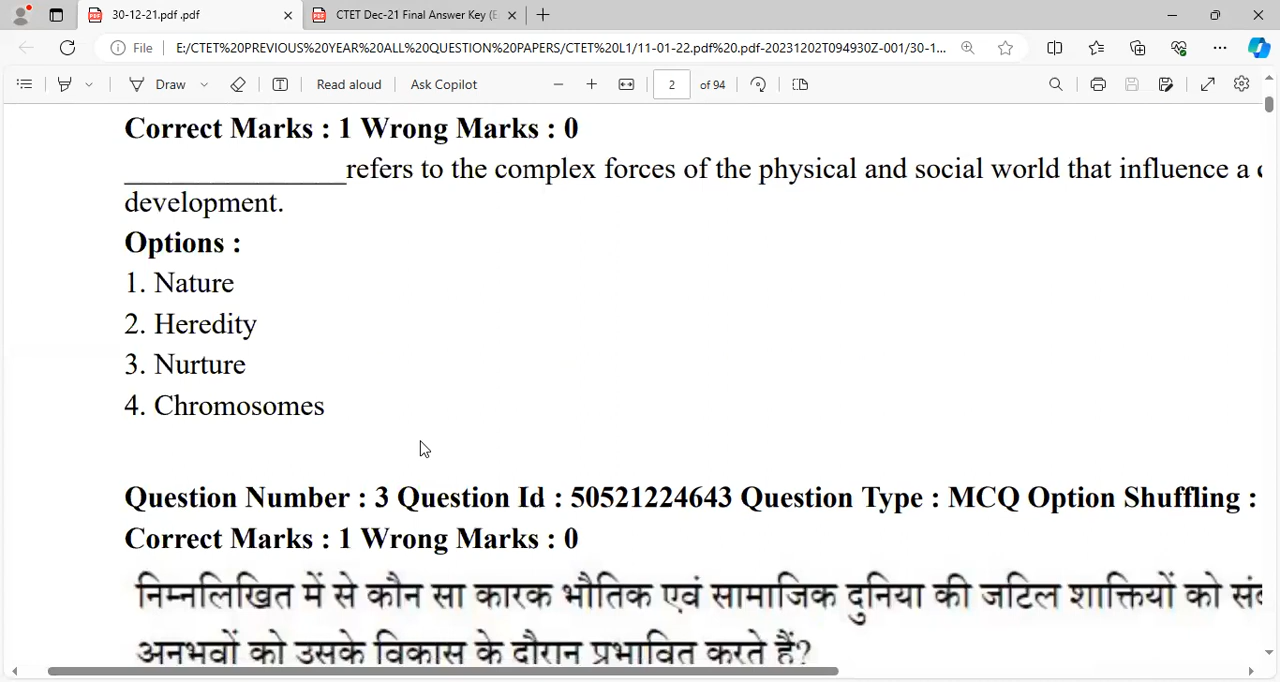 30-12-21.pdf .pdf
CTET Dec-21 Final Answer Key (E
File E:/CTET%20PREVIOUS%20YEAR%20ALL%20QUESTION%20PAPERS/CTET%20L1/11-01-22.pdf%20.pdf-20231202T094930Z-001/30-1...
Draw Read aloud Ask Copilot 2 of 94
Correct Marks : 1 Wrong Marks : 0
________________refers to the complex forces of the physical and social world that influence a
development.
Options :
1. Nature
2. Heredity
3. Nurture
4. Chromosomes
Question Number : 3 Question Id : 50521224643 Question Type : MCQ Option Shuffling :
Correct Marks : 1 Wrong Marks : 0
निम्नलिखित में से कौन सा कारक भौतिक एवं सामाजिक दुनिया की जटिल शाक्तियों को
अनभवों को उसके विकास के दौरान प्रभावित करते हैं?